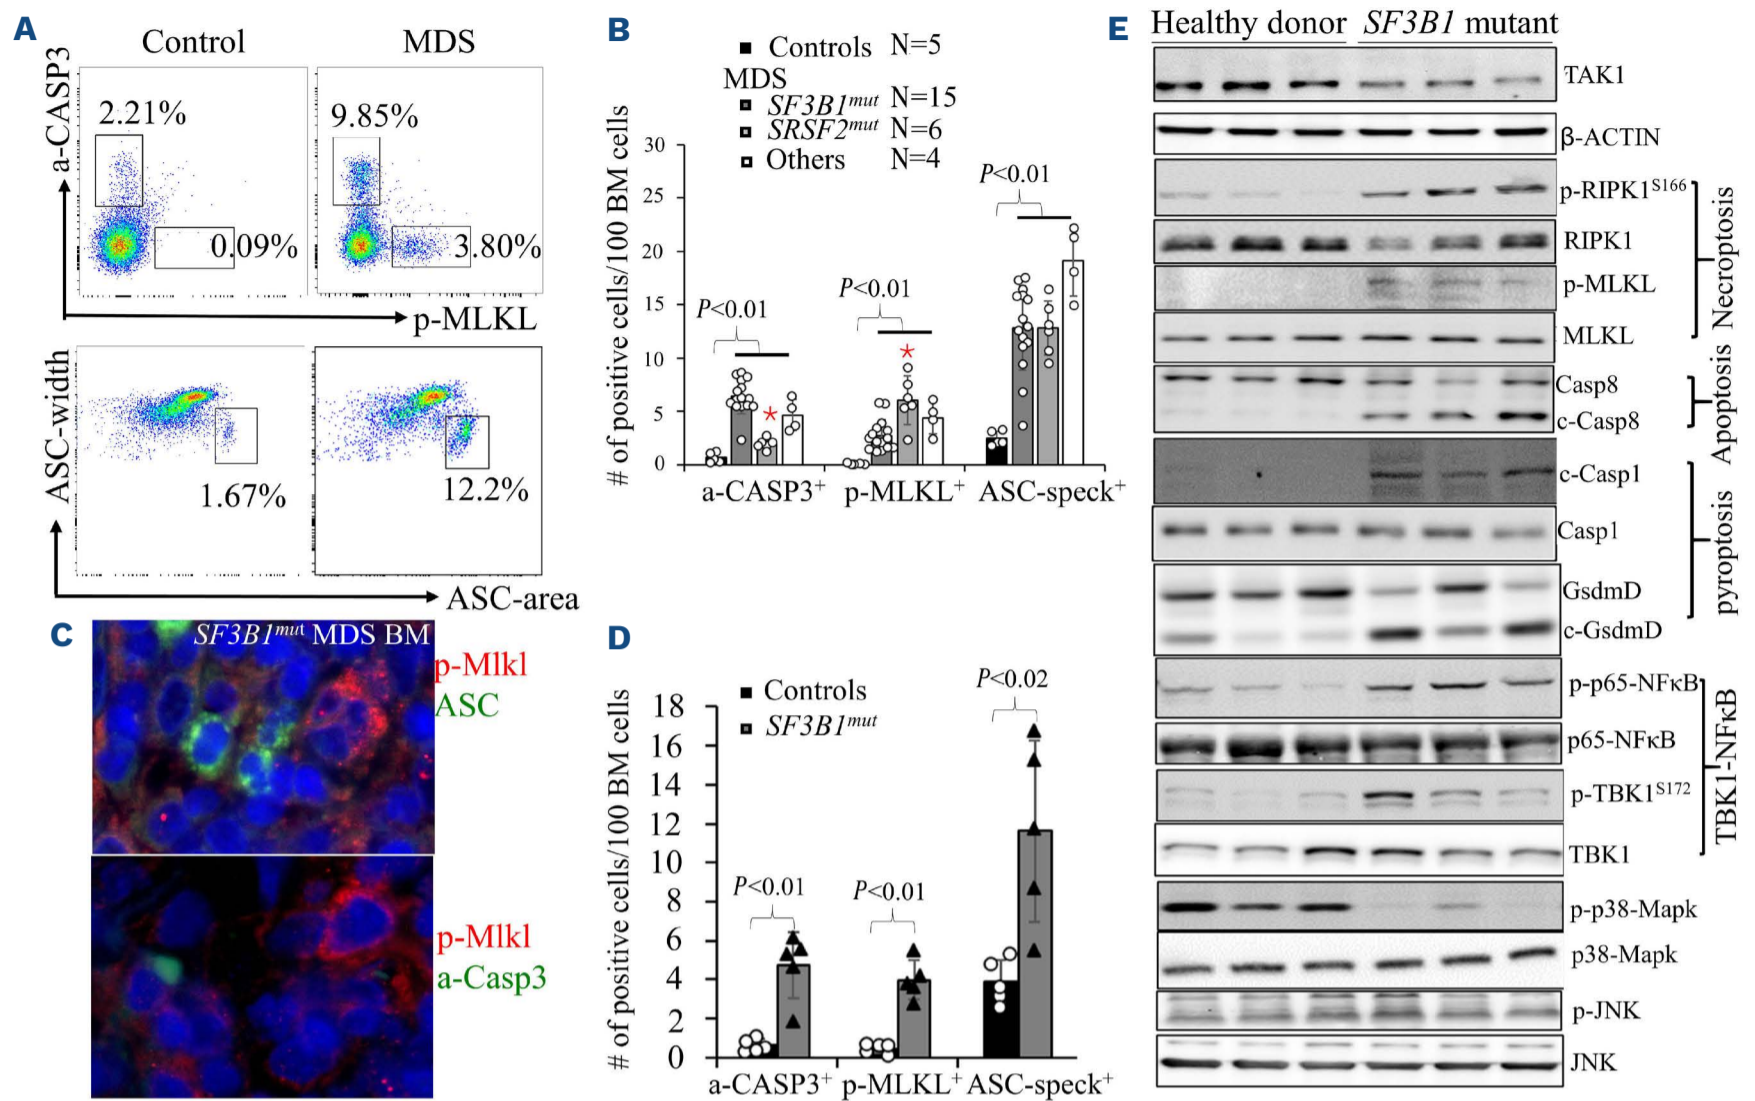 A
Control
MDS
a-CASP3
2.21%
9.85%
0.09%
3.80%
p-MLKL
ASC-width
1.67%
12.2%
ASC-area
B
Controls N=5
MDS
SF3B1mut N=15
SRSF2mut N=6
Others N=4
# of positive cells/100 BM cells
30
25
20
15
10
5
0
P<0.01
P<0.01
P<0.01
*
*
a-CASP3+
p-MLKL+
ASC-speck+
C
SF3B1mut MDS BM
p-Mlkl
ASC
p-Mlkl
a-Casp3
D
Controls
SF3B1mut
# of positive cells/100 BM cells
18
16
14
12
10
8
6
4
2
0
P<0.01
P<0.01
P<0.02
a-CASP3+
p-MLKL+
ASC-speck+
E
Healthy donor
SF3B1 mutant
TAK1
β-ACTIN
p-RIPK1S166
RIPK1
p-MLKL
MLKL
Necroptosis
Casp8
c-Casp8
Apoptosis
c-Casp1
Casp1
GsdmD
c-GsdmD
pyroptosis
p-p65-NFκB
p65-NFκB
p-TBK1S172
TBK1
TBK1-NFκB
p-p38-Mapk
p38-Mapk
p-JNK
JNK